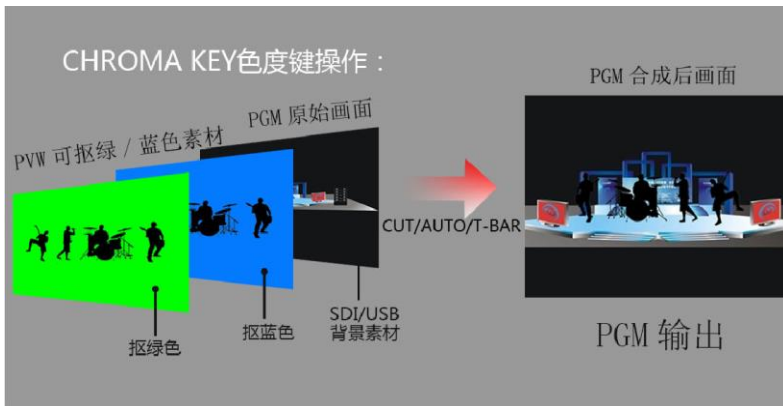 CHROMA KEY色度键操作：
PGM 合成后画面
PGM 原始画面
PVW 可抠绿 / 蓝色素材
CUT/AUTO/T-BAR
SDI/USB
背景素材
抠蓝色
抠绿色
PGM 输出